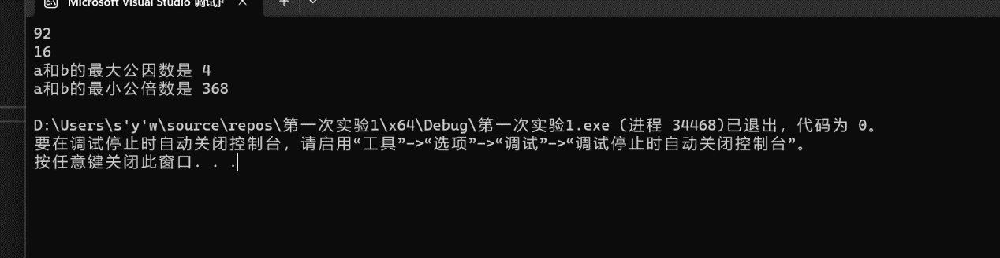 Microsoft Visual Studio 调试控
92
16
a和b的最大公因数是 4
a和b的最小公倍数是 368
D:\Users\s'y'w\source\repos\第一次实验1\x64\Debug\第一次实验1.exe (进程 34468)已退出，代码为 0。
要在调试停止时自动关闭控制台，请启用“工具”->“选项”->“调试”->“调试停止时自动关闭控制台”。
按任意键关闭此窗口. . .